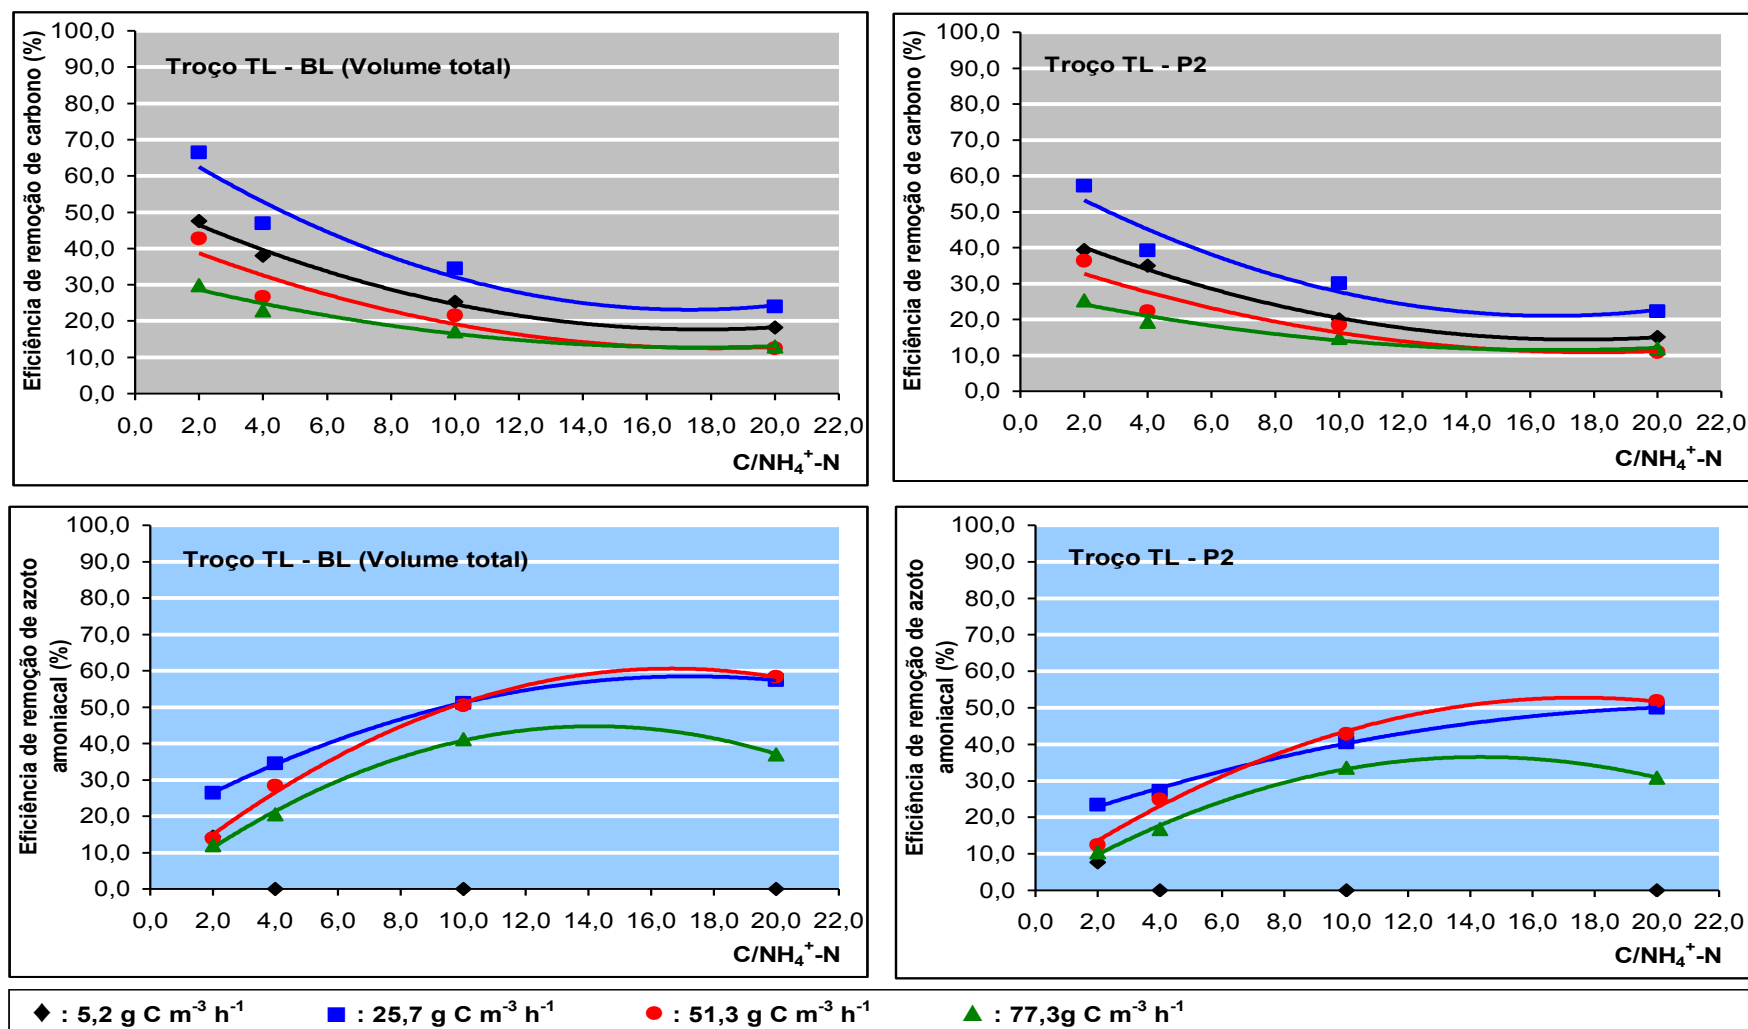 Eficiência de remoção de carbono (%)
100,0
90,0
80,0
70,0
60,0
50,0
40,0
30,0
20,0
10,0
0,0
Troço TL - BL (Volume total)
0,0 2,0 4,0 6,0 8,0 10,0 12,0 14,0 16,0 18,0 20,0 22,0
C/NH₄⁺-N
Eficiência de remoção de carbono (%)
100,0
90,0
80,0
70,0
60,0
50,0
40,0
30,0
20,0
10,0
0,0
Troço TL - P2
0,0 2,0 4,0 6,0 8,0 10,0 12,0 14,0 16,0 18,0 20,0 22,0
C/NH₄⁺-N
Eficiência de remoção de azoto
amoniacal (%)
100,0
90,0
80,0
70,0
60,0
50,0
40,0
30,0
20,0
10,0
0,0
Troço TL - BL (Volume total)
0,0 2,0 4,0 6,0 8,0 10,0 12,0 14,0 16,0 18,0 20,0 22,0
C/NH₄⁺-N
Eficiência de remoção de azoto
amoniacal (%)
100,0
90,0
80,0
70,0
60,0
50,0
40,0
30,0
20,0
10,0
0,0
Troço TL - P2
0,0 2,0 4,0 6,0 8,0 10,0 12,0 14,0 16,0 18,0 20,0 22,0
C/NH₄⁺-N
: 5,2 g C m⁻³ h⁻¹ : 25,7 g C m⁻³ h⁻¹ : 51,3 g C m⁻³ h⁻¹ : 77,3g C m⁻³ h⁻¹